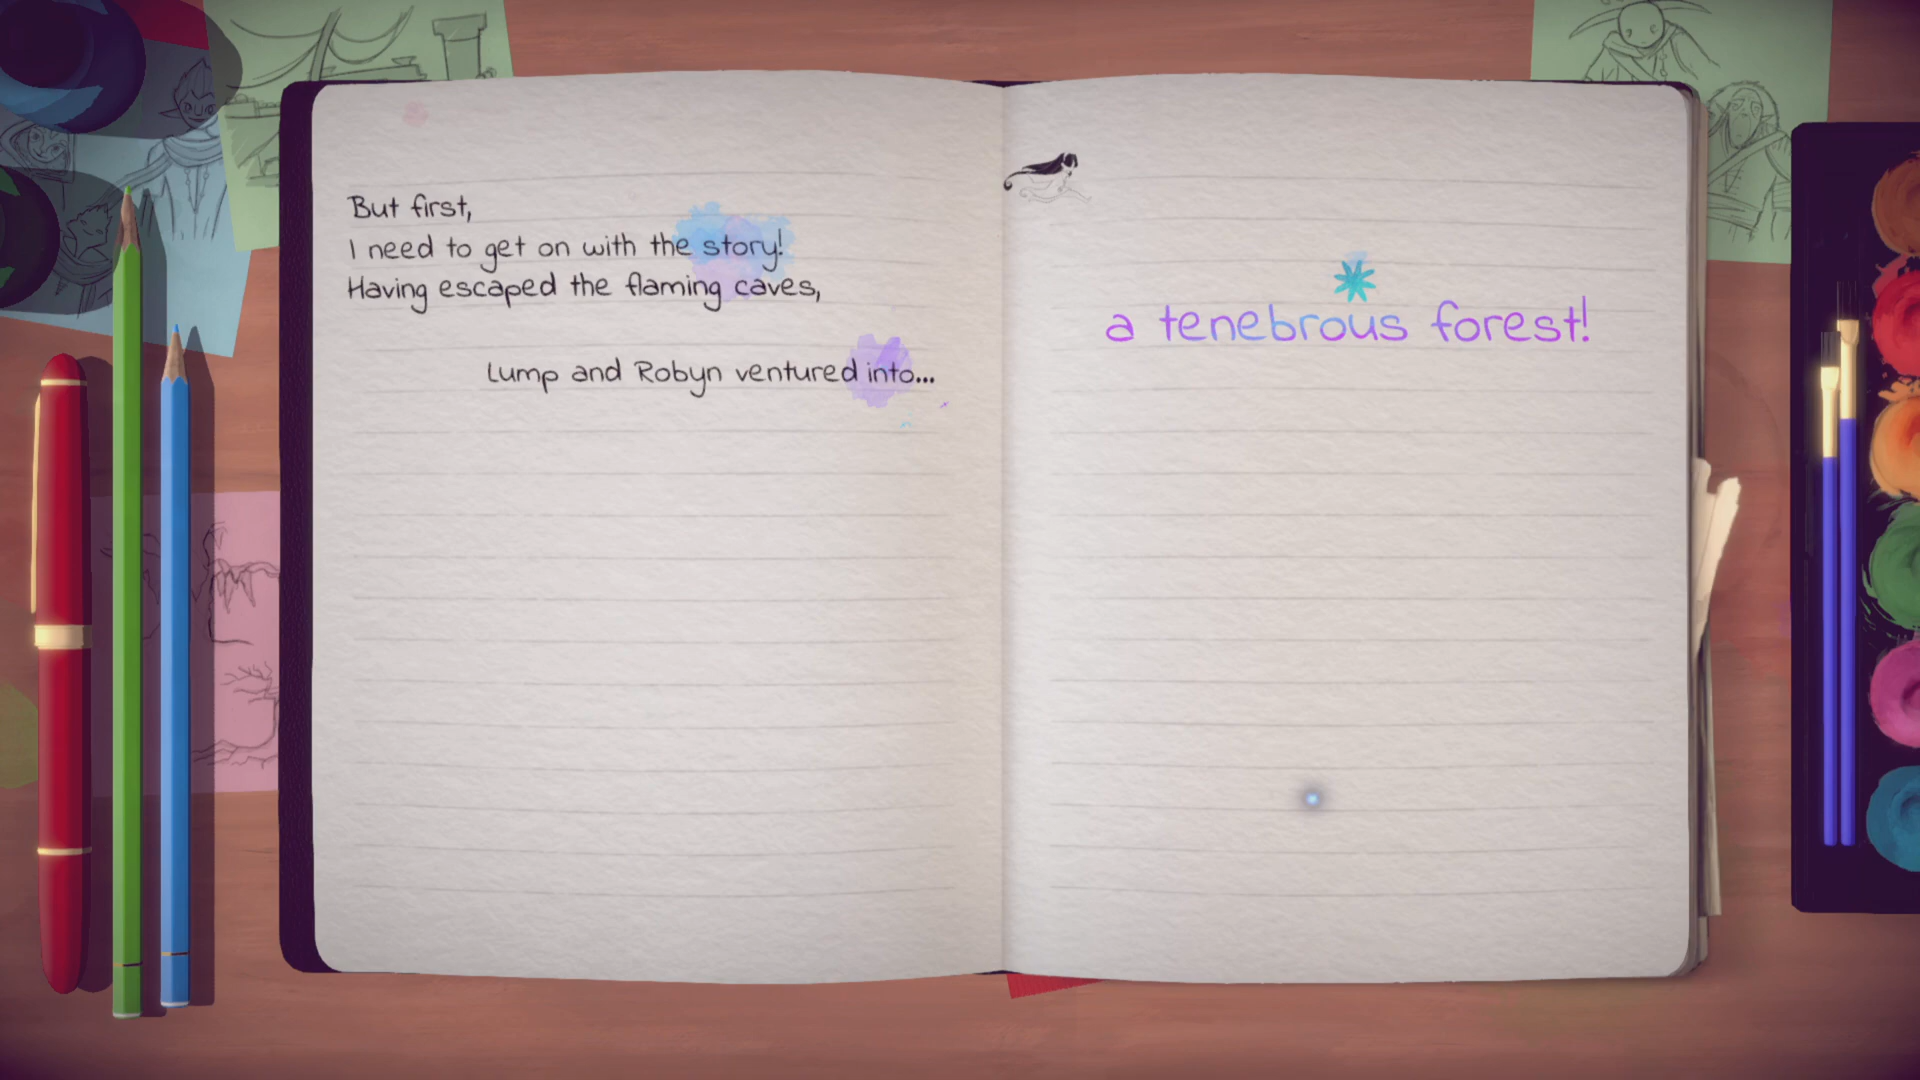 But first,
I need to get on with the story!
Having escaped the flaming caves,
Lump and Robyn ventured into...
a tenebrous forest!